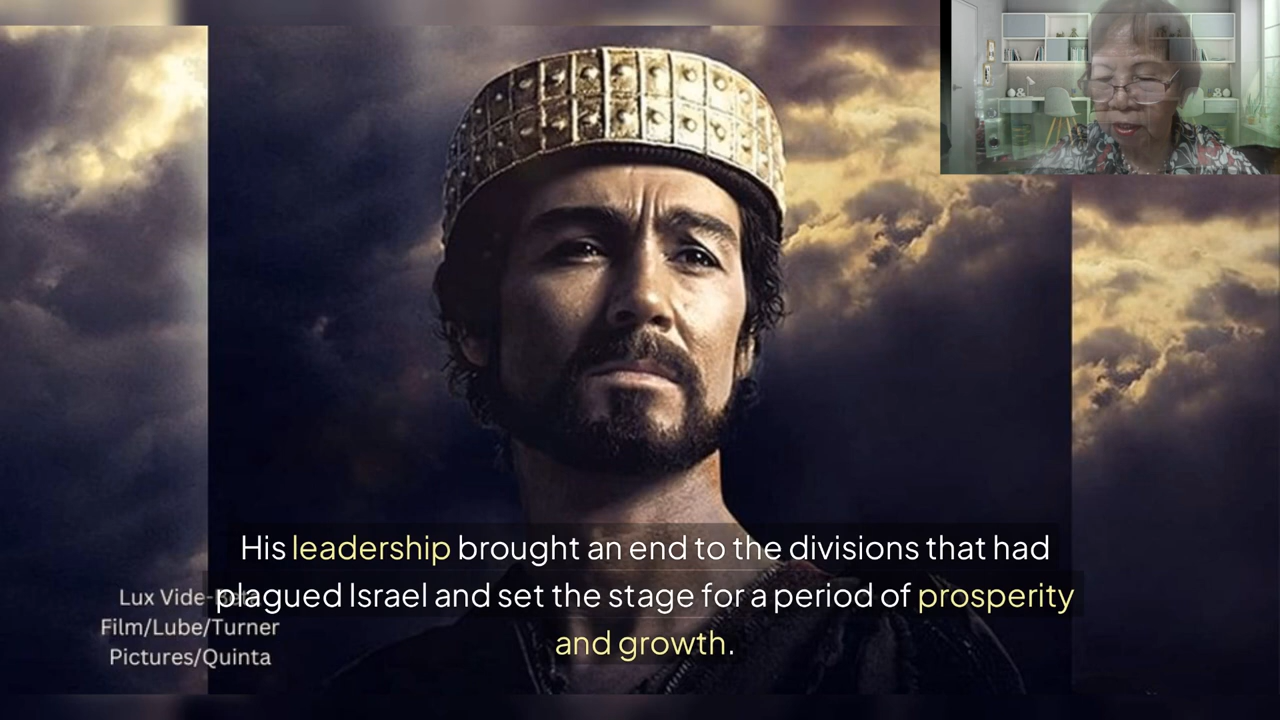 His leadership brought an end to the divisions that had
plagued Israel and set the stage for a period of prosperity
and growth.
Lux Vide-Beta
Film/Lube/Turner
Pictures/Quinta